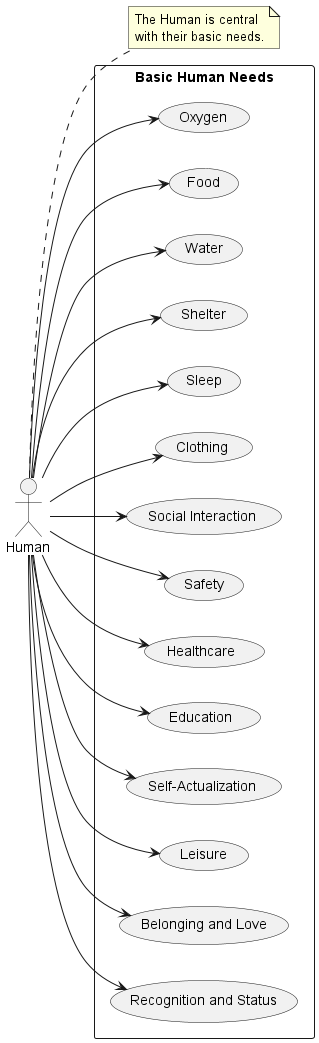 The Human is central
with their basic needs.
Basic Human Needs
Oxygen
Food
Water
Shelter
Sleep
Clothing
Social Interaction
Human
Safety
Healthcare
Education
Self-Actualization
Leisure
Belonging and Love
Recognition and Status